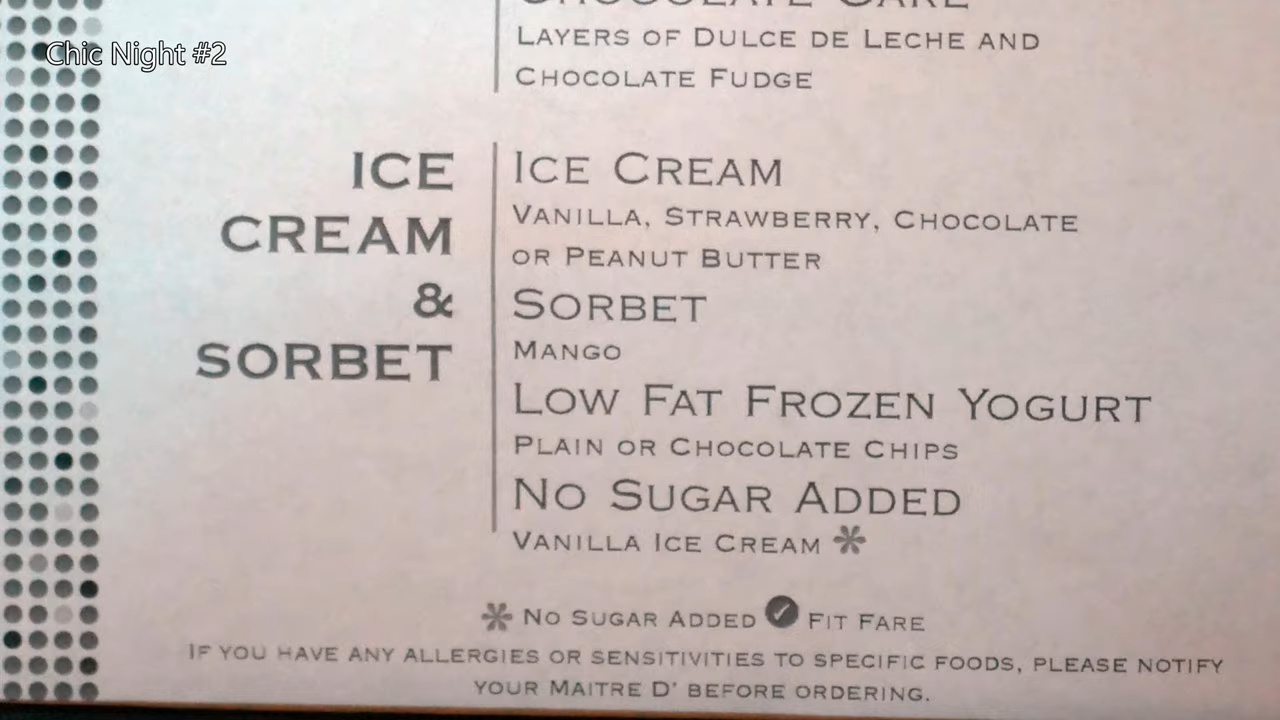 Chic Night #2
CHOCOLATE CAKE
LAYERS OF DULCE DE LECHE AND
CHOCOLATE FUDGE
ICE
CREAM
&
SORBET
ICE CREAM
VANILLA, STRAWBERRY, CHOCOLATE
OR PEANUT BUTTER
SORBET
MANGO
LOW FAT FROZEN YOGURT
PLAIN OR CHOCOLATE CHIPS
NO SUGAR ADDED
VANILLA ICE CREAM *
* NO SUGAR ADDED ✓ FIT FARE
IF YOU HAVE ANY ALLERGIES OR SENSITIVITIES TO SPECIFIC FOODS, PLEASE NOTIFY
YOUR MAITRE D' BEFORE ORDERING.